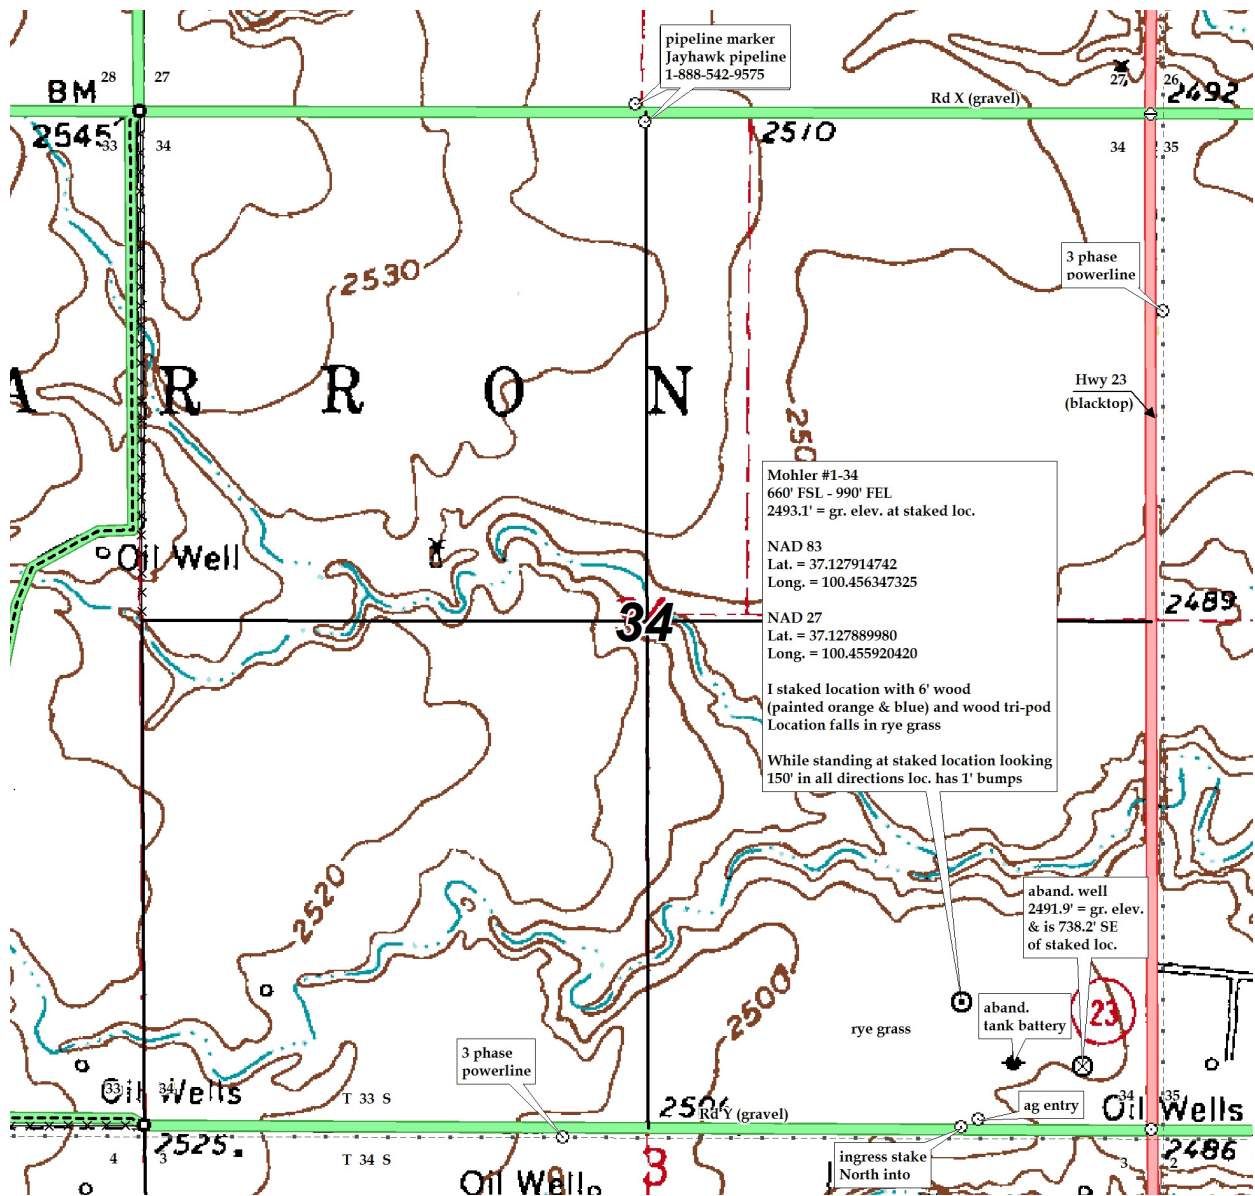 pipeline marker
Jayhawk pipeline
1-888-542-9575
28 27
BM
2545
33 34
Rd X (gravel)
27 26
2492
2510
34 35
3 phase
powerline
2530
A R R O N
Hwy 23
(blacktop)
250
Mohler #1-34
660' FSL - 990' FEL
2493.1' = gr. elev. at staked loc.
NAD 83
Lat. = 37.127914742
Long. = 100.456347325
NAD 27
Lat. = 37.127889980
Long. = 100.455920420
I staked location with 6' wood
(painted orange & blue) and wood tri-pod
Location falls in rye grass
While standing at staked location looking
150' in all directions loc. has 1' bumps
Oil Well
34
2489
2520
aband. well
2491.9' = gr. elev.
& is 738.2' SE
of staked loc.
2500
23
aband.
tank battery
rye grass
3 phase
powerline
33 34
Oil Wells
T 33 S
2506
Rd Y (gravel)
ag entry
34 35
Oil Wells
2525
4 3
T 34 S
ingress stake
North into
3 2
2486
Oil Well
3